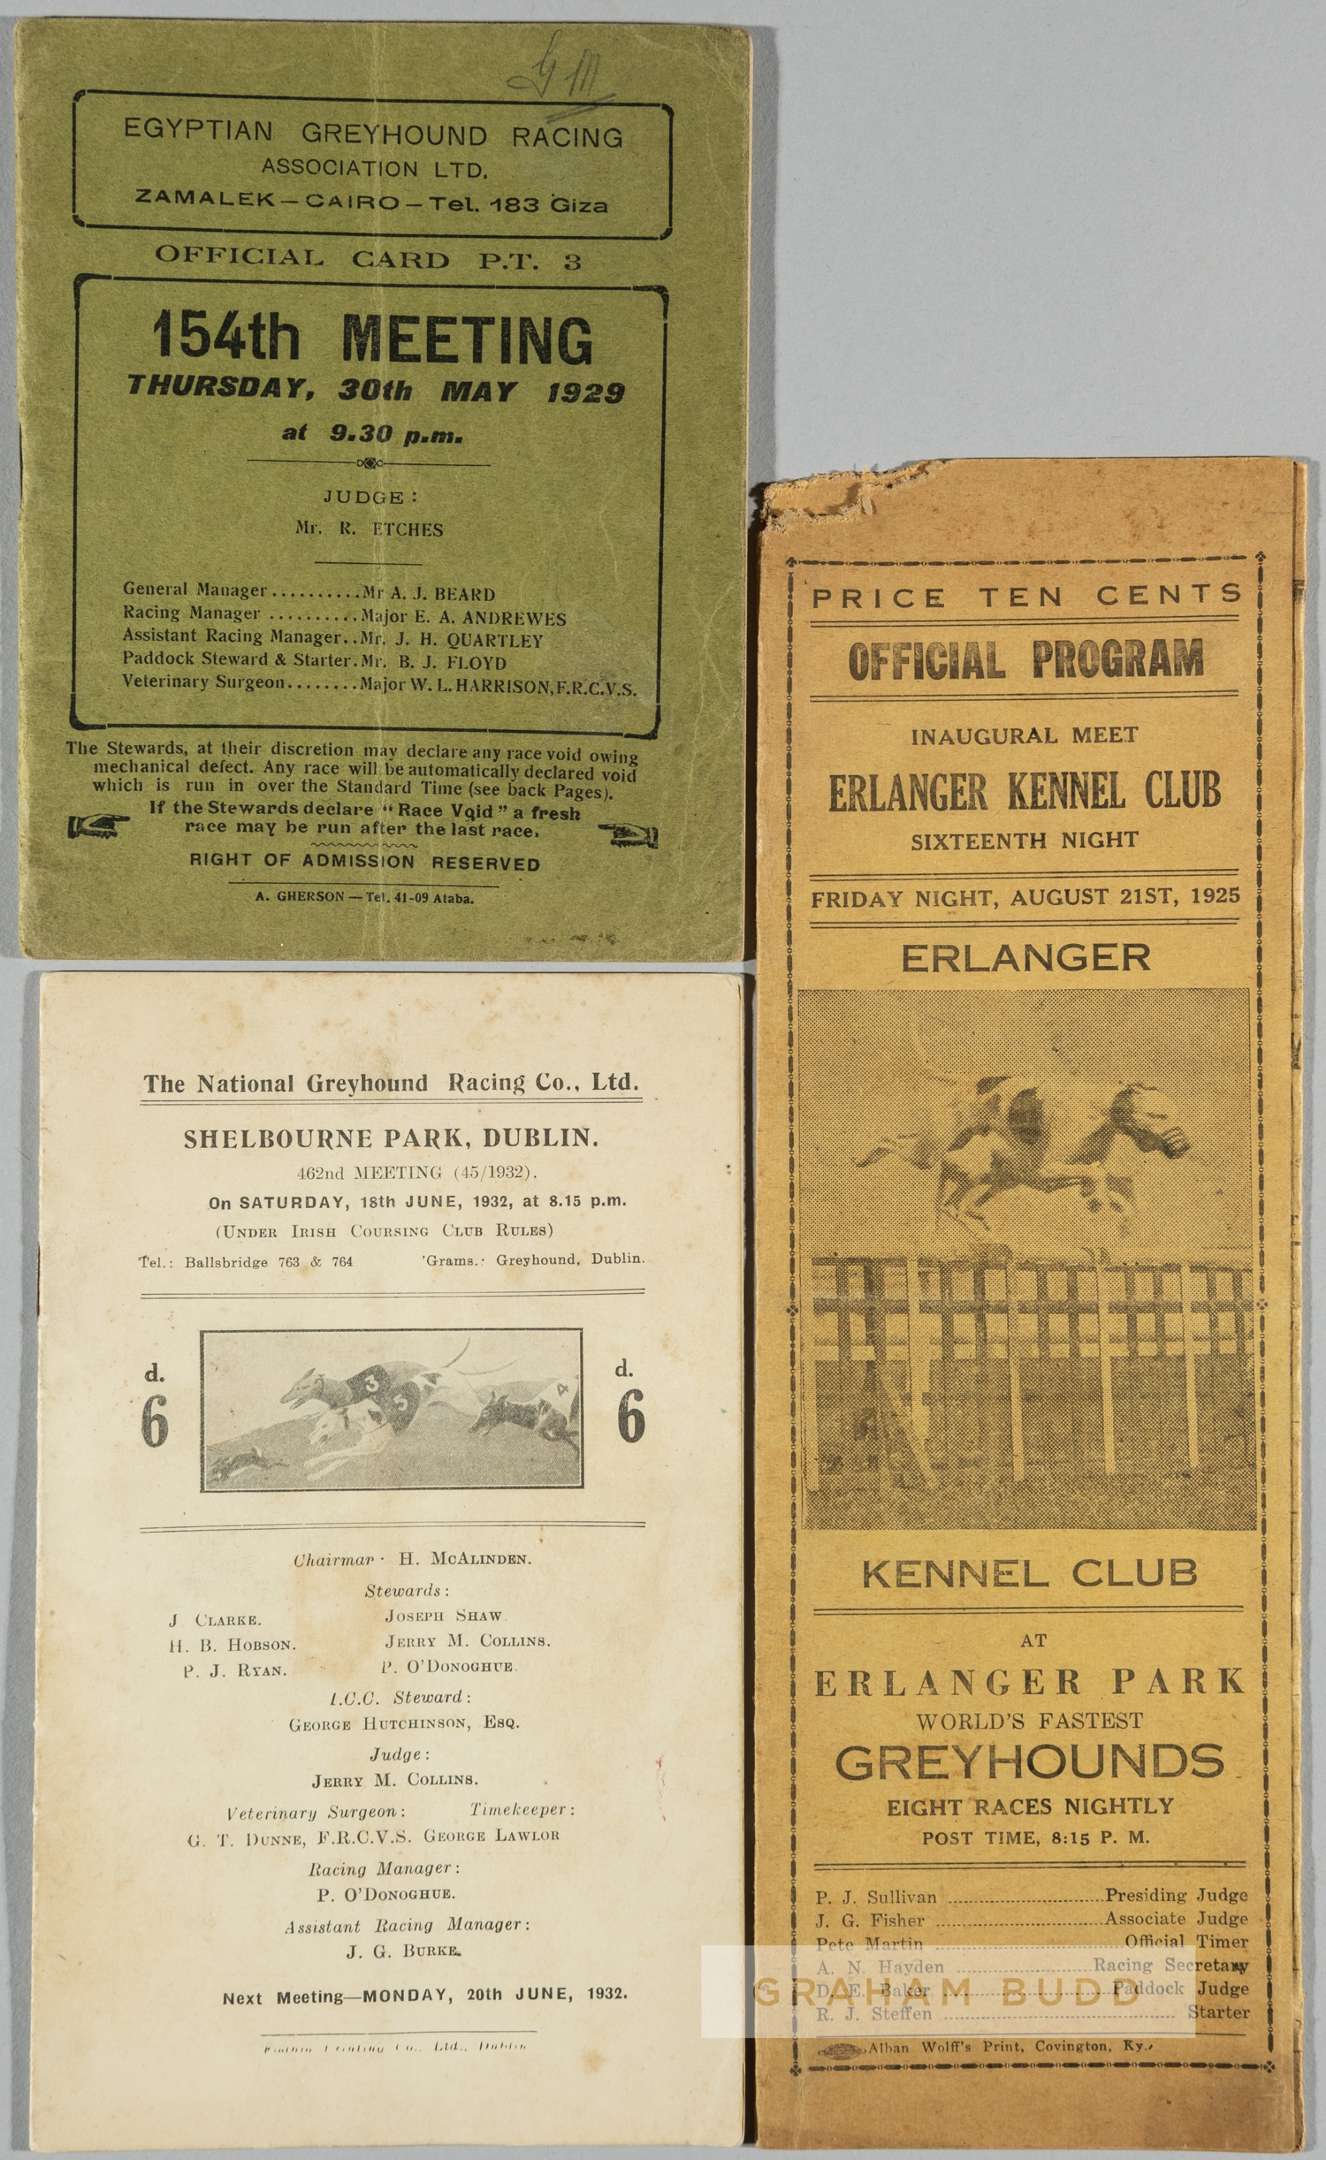 GM
EGYPTIAN GREYHOUND RACING
ASSOCIATION LTD.
ZAMALEK — CAIRO — Tel. 183 Giza
OFFICIAL CARD P.T. 3
154th MEETING
THURSDAY, 30th MAY 1929
at 9.30 p.m.
JUDGE :
Mr. R. ETCHES
General Manager..........Mr A. J. BEARD
Racing Manager ..........Major E. A. ANDREWES
Assistant Racing Manager..Mr. J. H. QUARTLEY
Paddock Steward & Starter.Mr. B. J. FLOYD
Veterinary Surgeon........Major W. L. HARRISON, F.R.C.V.S.
The Stewards, at their discretion may declare any race void owing
mechanical defect. Any race will be automatically declared void
which is run in over the Standard Time (see back Pages).
If the Stewards declare “ Race Void ” a fresh
race may be run after the last race.
RIGHT OF ADMISSION RESERVED
A. GHERSON — Tel. 41-09 Ataba.
The National Greyhound Racing Co., Ltd.
SHELBOURNE PARK, DUBLIN.
462nd MEETING (45/1932).
On SATURDAY, 18th JUNE, 1932, at 8.15 p.m.
(UNDER IRISH COURSING CLUB RULES)
Tel.: Ballsbridge 763 & 764 'Grams.: Greyhound, Dublin.
d. d.
6 6
3
5
4
Chairman: H. MCALINDEN.
Stewards:
J CLARKE. JOSEPH SHAW.
H. B. HOBSON. JERRY M. COLLINS.
P. J. RYAN. P. O'DONOGHUE.
I.C.C. Steward:
GEORGE HUTCHINSON, ESQ.
Judge:
JERRY M. COLLINS.
Veterinary Surgeon: Timekeeper:
G. T. DUNNE, F.R.C.V.S. GEORGE LAWLOR
Racing Manager:
P. O'DONOGHUE.
Assistant Racing Manager:
J. G. BURKE.
Next Meeting—MONDAY, 20th JUNE, 1932.
Printing Co., Ltd., Dublin
PRICE TEN CENTS
OFFICIAL PROGRAM
INAUGURAL MEET
ERLANGER KENNEL CLUB
SIXTEENTH NIGHT
FRIDAY NIGHT, AUGUST 21ST, 1925
ERLANGER
KENNEL CLUB
AT
ERLANGER PARK
WORLD'S FASTEST
GREYHOUNDS
EIGHT RACES NIGHTLY
POST TIME, 8:15 P. M.
P. J. Sullivan ............................Presiding Judge
J. G. Fisher ..............................Associate Judge
Pete Martin ..................................Official Timer
A. N. Hayden ........................Racing Secretary
D. E. Baker ...............................Paddock Judge
R. J. Steffen .......................................... Starter
GRAHAM BUDD
Alban Wolff's Print, Covington, Ky.